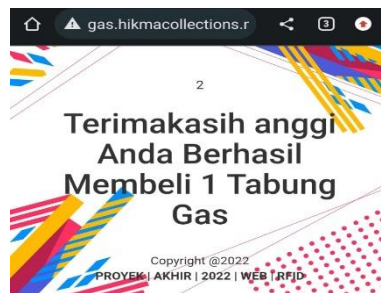 gas.hikmacollections.r
3
2
Terimakasih anggi
Anda Berhasil
Membeli 1 Tabung
Gas
Copyright @2022
PROYEK | AKHIR | 2022 | WEB | RFID